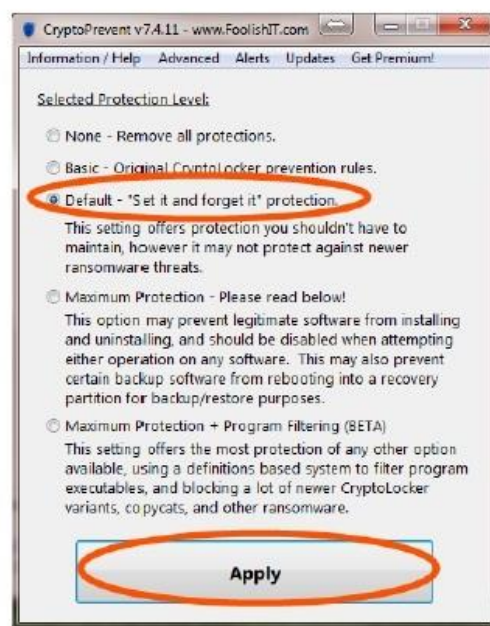 CryptoPrevent v7.4.11 - www.FoolishIT.com
Information / Help Advanced Alerts Updates Get Premium!
Selected Protection Level:
None - Remove all protections.
Basic - Original CryptoLocker prevention rules.
Default - "Set it and forget it" protection.
This setting offers protection you shouldn't have to
maintain, however it may not protect against newer
ransomware threats.
Maximum Protection - Please read below!
This option may prevent legitimate software from installing
and uninstalling, and should be disabled when attempting
either operation on any software. This may also prevent
certain backup software from rebooting into a recovery
partition for backup/restore purposes.
Maximum Protection + Program Filtering (BETA)
This setting offers the most protection of any other option
available, using a definitions based system to filter program
executables, and blocking a lot of newer CryptoLocker
variants, copycats, and other ransomware.
Apply